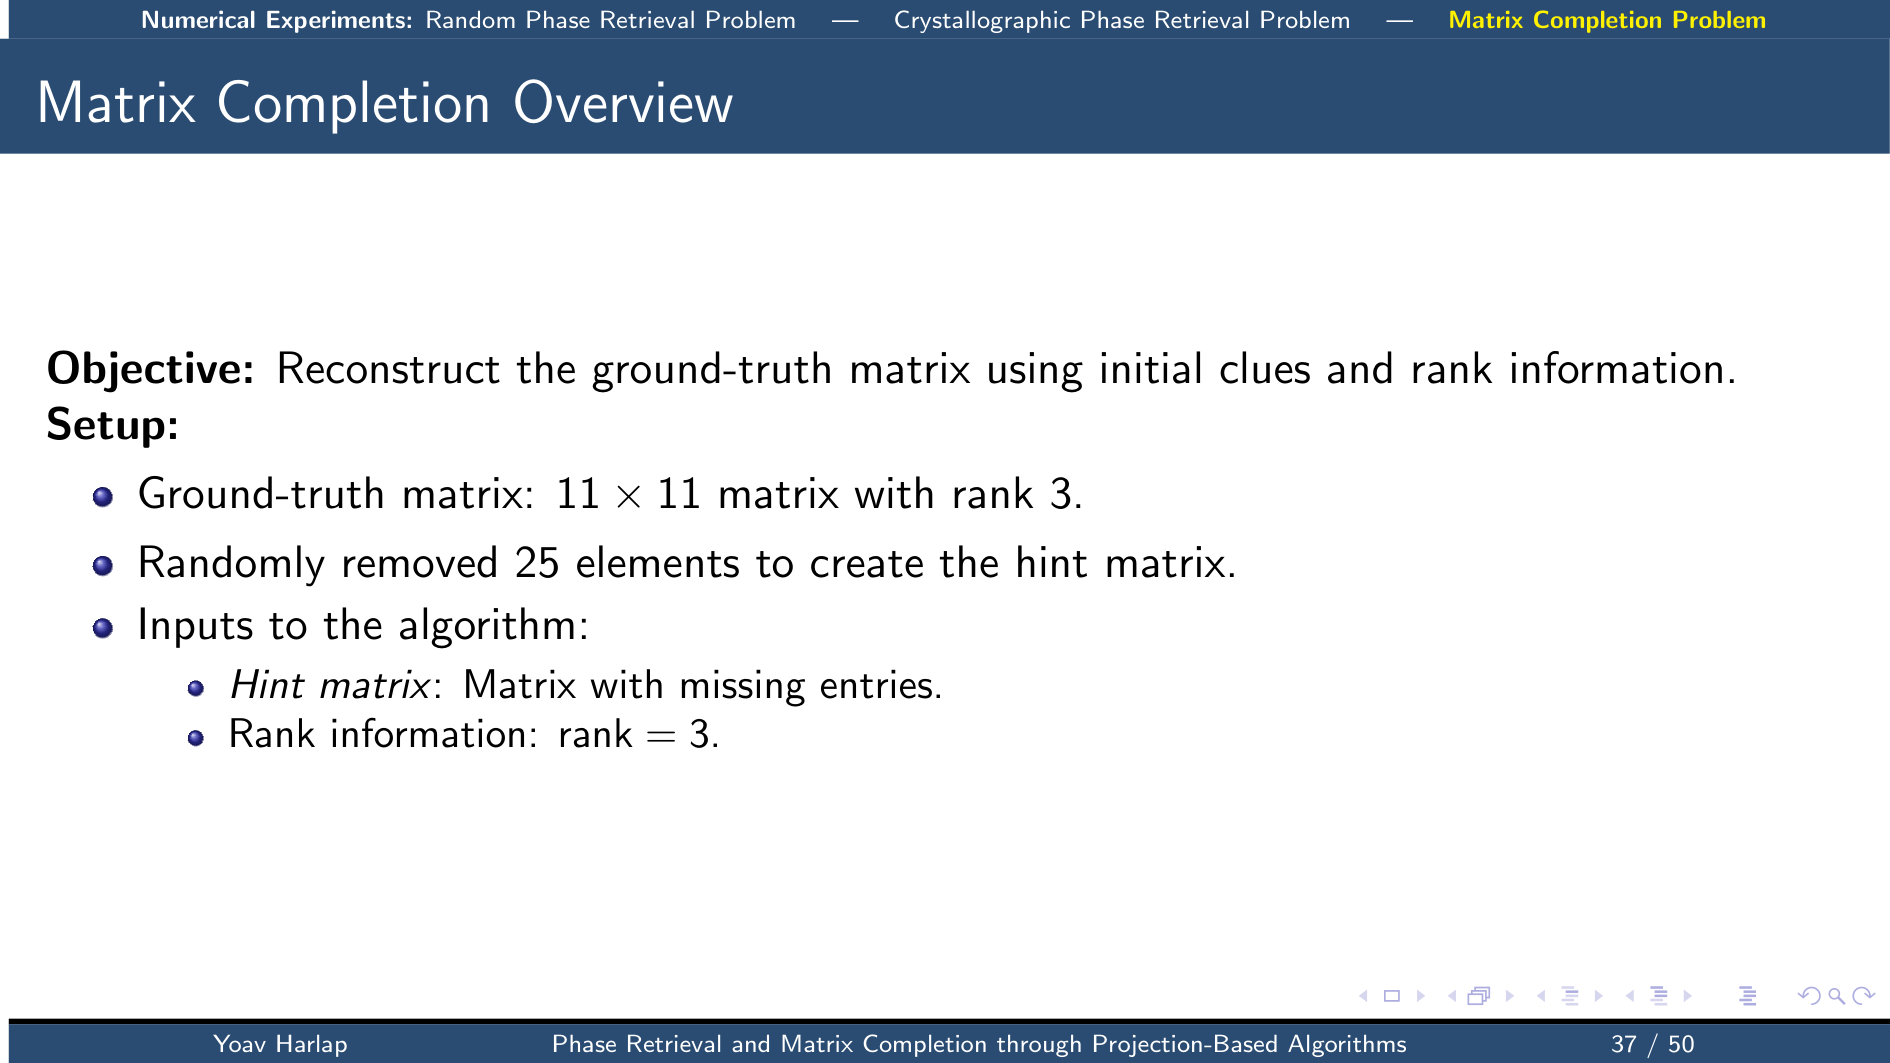 Numerical Experiments: Random Phase Retrieval Problem — Crystallographic Phase Retrieval Problem — Matrix Completion Problem
Matrix Completion Overview
Objective: Reconstruct the ground-truth matrix using initial clues and rank information.
Setup:
Ground-truth matrix: 11 × 11 matrix with rank 3.
Randomly removed 25 elements to create the hint matrix.
Inputs to the algorithm:
Hint matrix: Matrix with missing entries.
Rank information: rank = 3.
Yoav Harlap Phase Retrieval and Matrix Completion through Projection-Based Algorithms 37 / 50